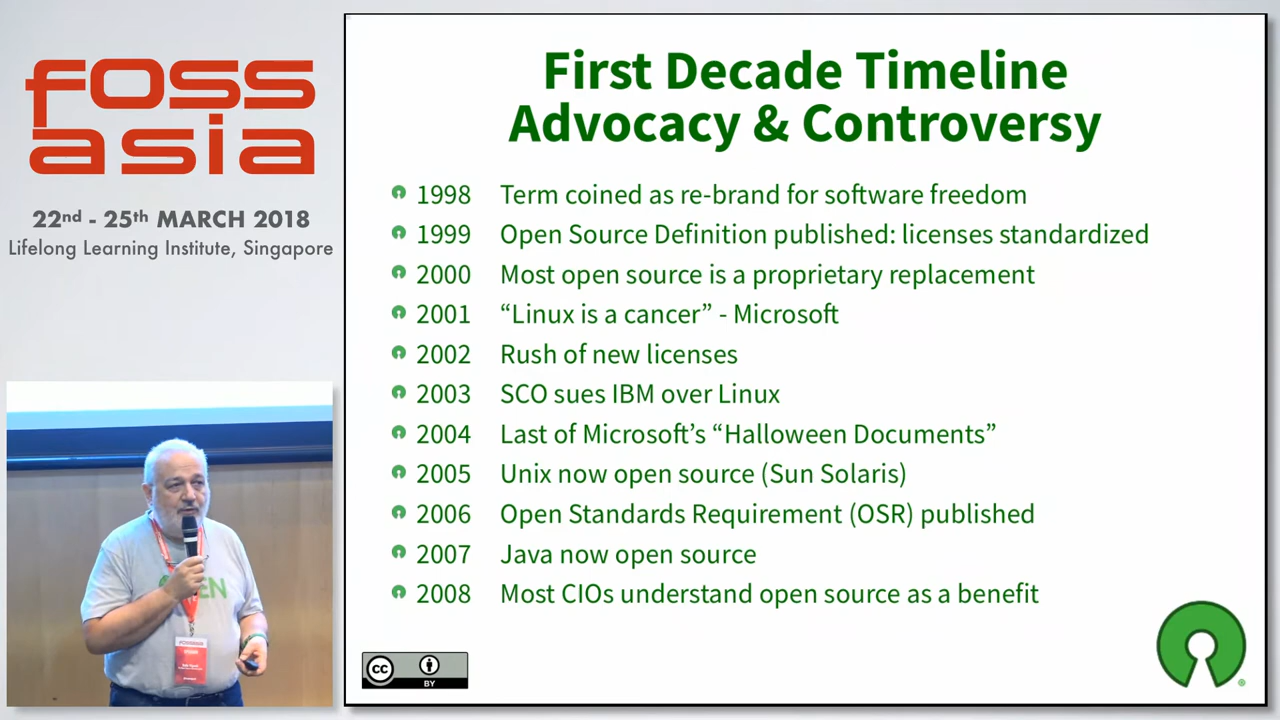 foss
asia
22nd - 25th MARCH 2018
Lifelong Learning Institute, Singapore
First Decade Timeline
Advocacy & Controversy
1998 Term coined as re-brand for software freedom
1999 Open Source Definition published: licenses standardized
2000 Most open source is a proprietary replacement
2001 “Linux is a cancer” - Microsoft
2002 Rush of new licenses
2003 SCO sues IBM over Linux
2004 Last of Microsoft’s “Halloween Documents”
2005 Unix now open source (Sun Solaris)
2006 Open Standards Requirement (OSR) published
2007 Java now open source
2008 Most CIOs understand open source as a benefit
cc
BY